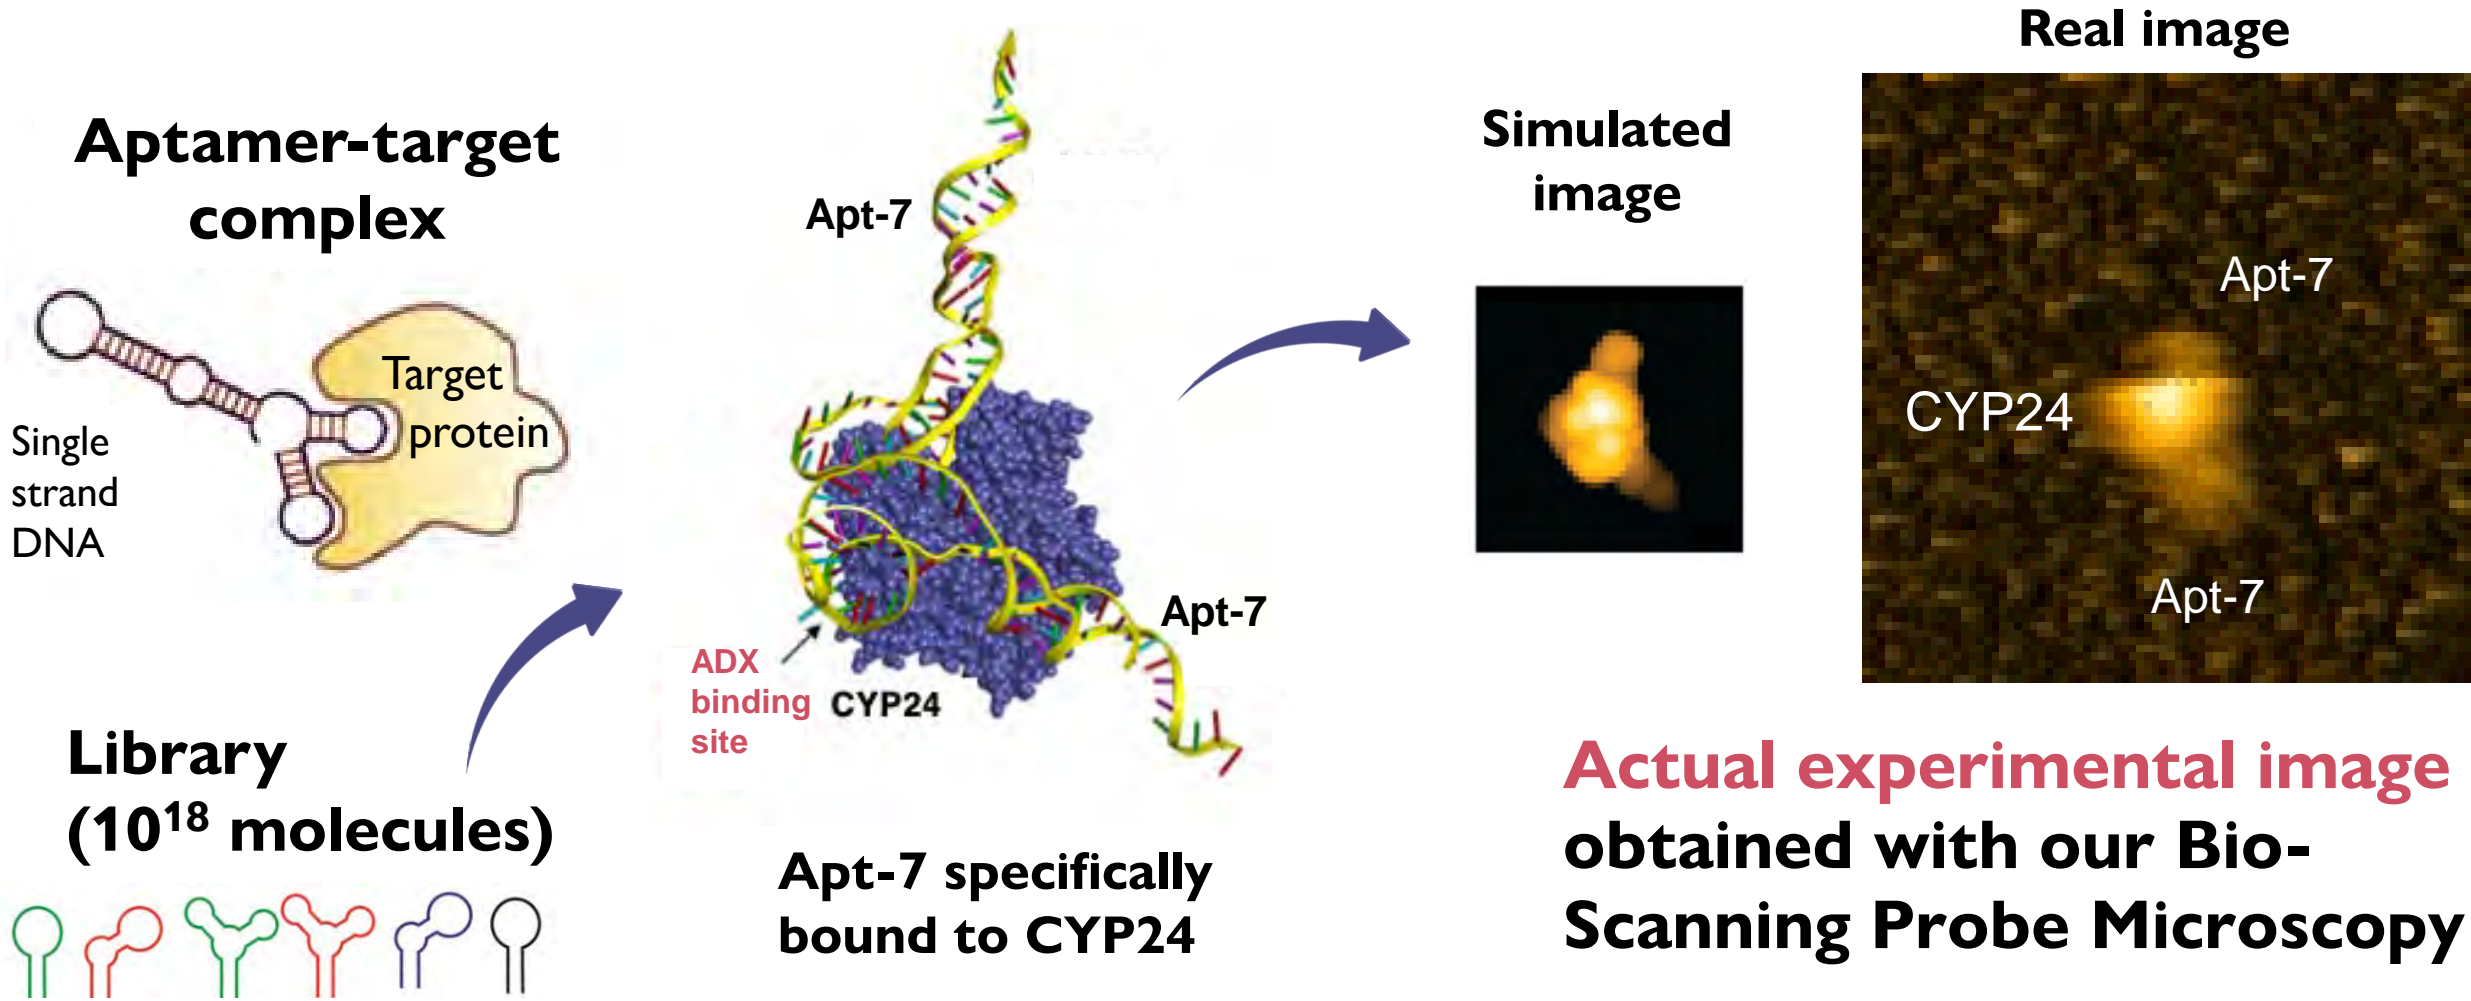 Aptamer-target
complex
Target
protein
Single
strand
DNA
Library
(10¹⁸ molecules)
Apt-7
Apt-7
ADX
binding
site
CYP24
Apt-7 specifically
bound to CYP24
Simulated
image
Real image
Apt-7
CYP24
Apt-7
Actual experimental image
obtained with our Bio-
Scanning Probe Microscopy